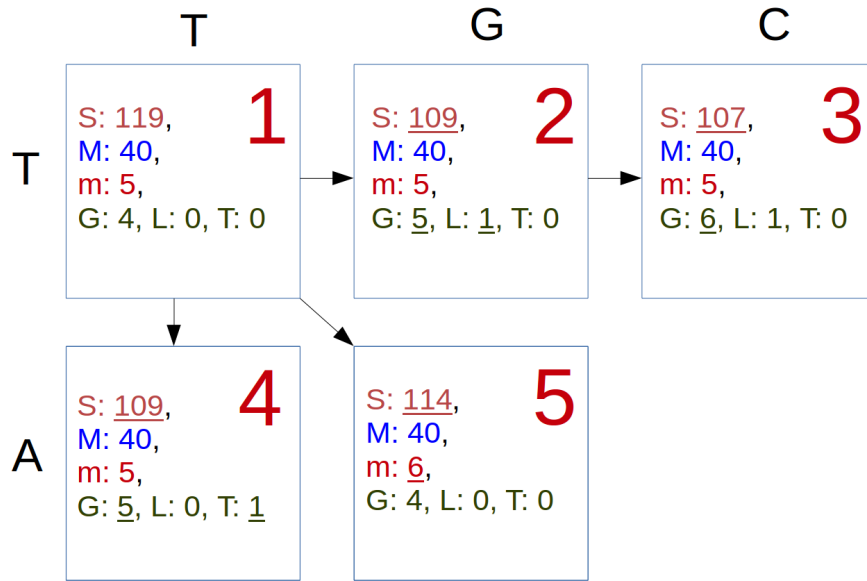 T G C
T
S: 119,
M: 40,
m: 5,
G: 4, L: 0, T: 0
1
S: 109,
M: 40,
m: 5,
G: 5, L: 1, T: 0
2
S: 107,
M: 40,
m: 5,
G: 6, L: 1, T: 0
3
A
S: 109,
M: 40,
m: 5,
G: 5, L: 0, T: 1
4
S: 114,
M: 40,
m: 6,
G: 4, L: 0, T: 0
5